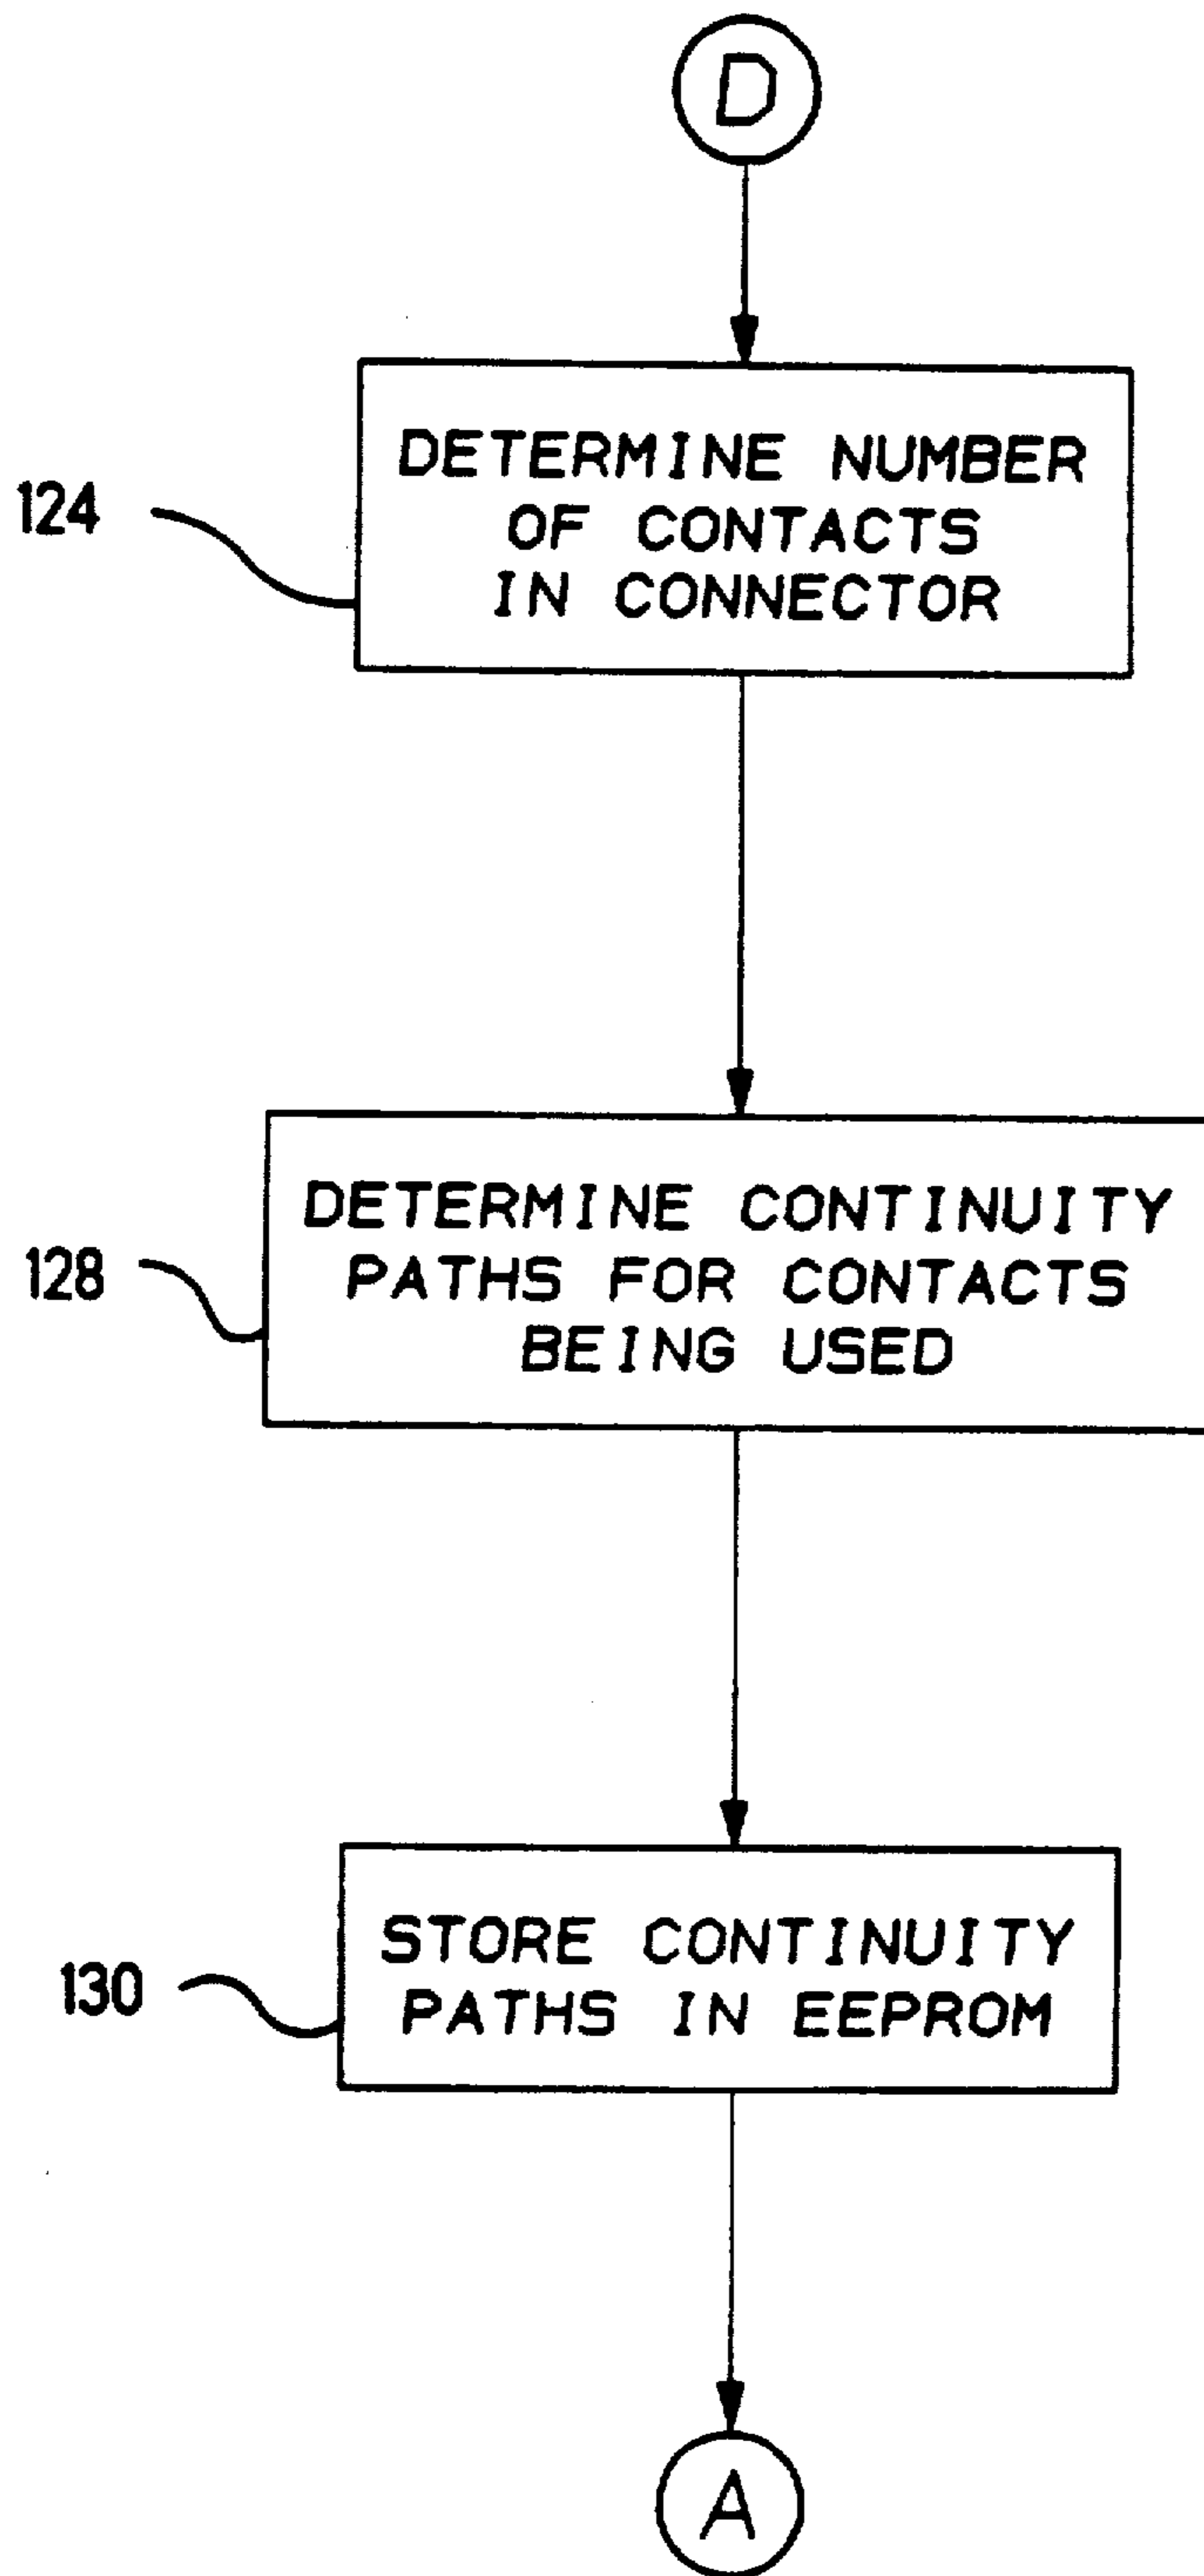 D
124
DETERMINE NUMBER
OF CONTACTS
IN CONNECTOR
128
DETERMINE CONTINUITY
PATHS FOR CONTACTS
BEING USED
130
STORE CONTINUITY
PATHS IN EEPROM
A